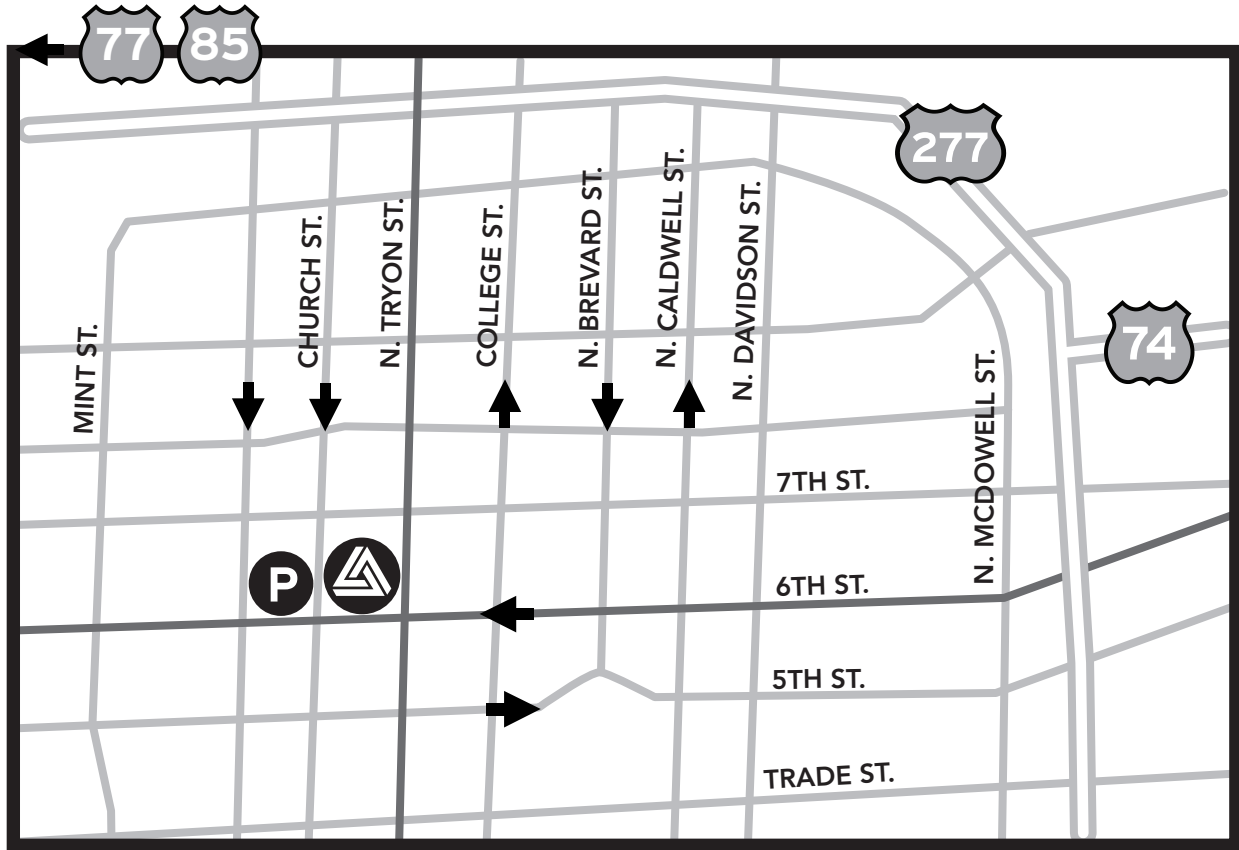 77
85
277
74
MINT ST.
CHURCH ST.
N. TRYON ST.
COLLEGE ST.
N. BREVARD ST.
N. CALDWELL ST.
N. DAVIDSON ST.
N. MCDOWELL ST.
7TH ST.
P
6TH ST.
5TH ST.
TRADE ST.